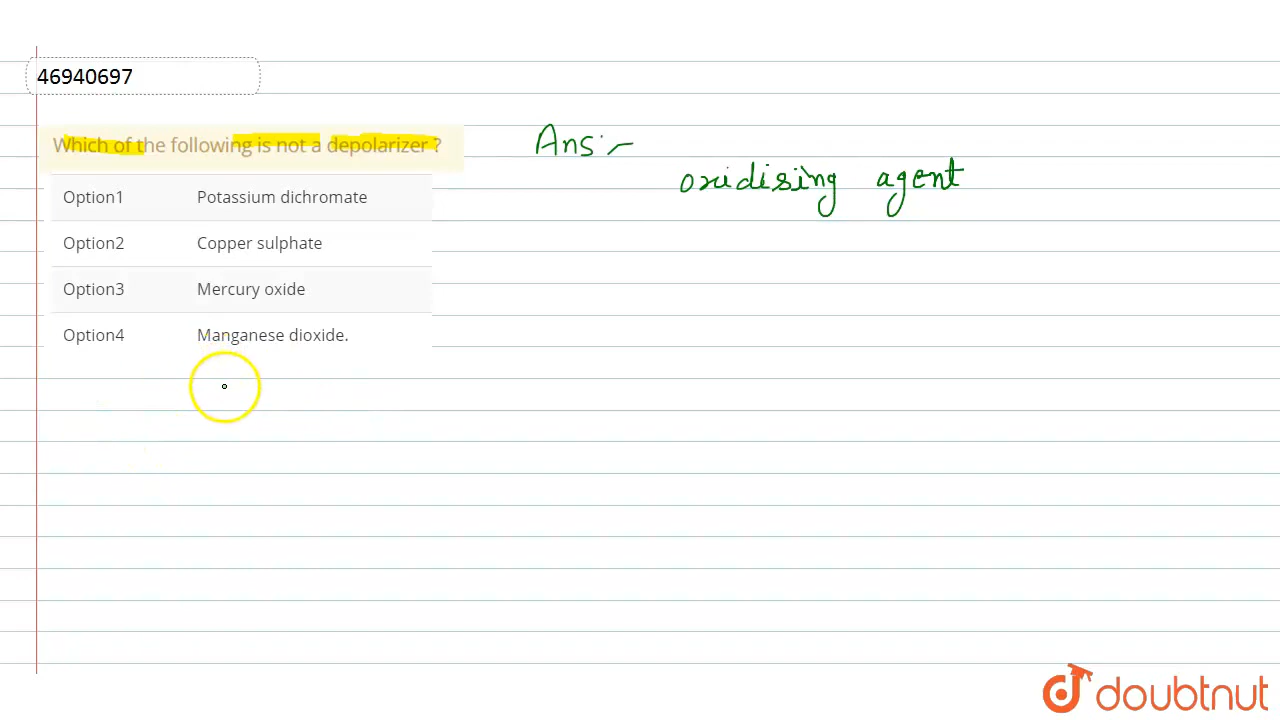 46940697
Which of the following is not a depolarizer ?
Option1 Potassium dichromate
Option2 Copper sulphate
Option3 Mercury oxide
Option4 Manganese dioxide.
Ans :-
oxidising agent
doubtnut